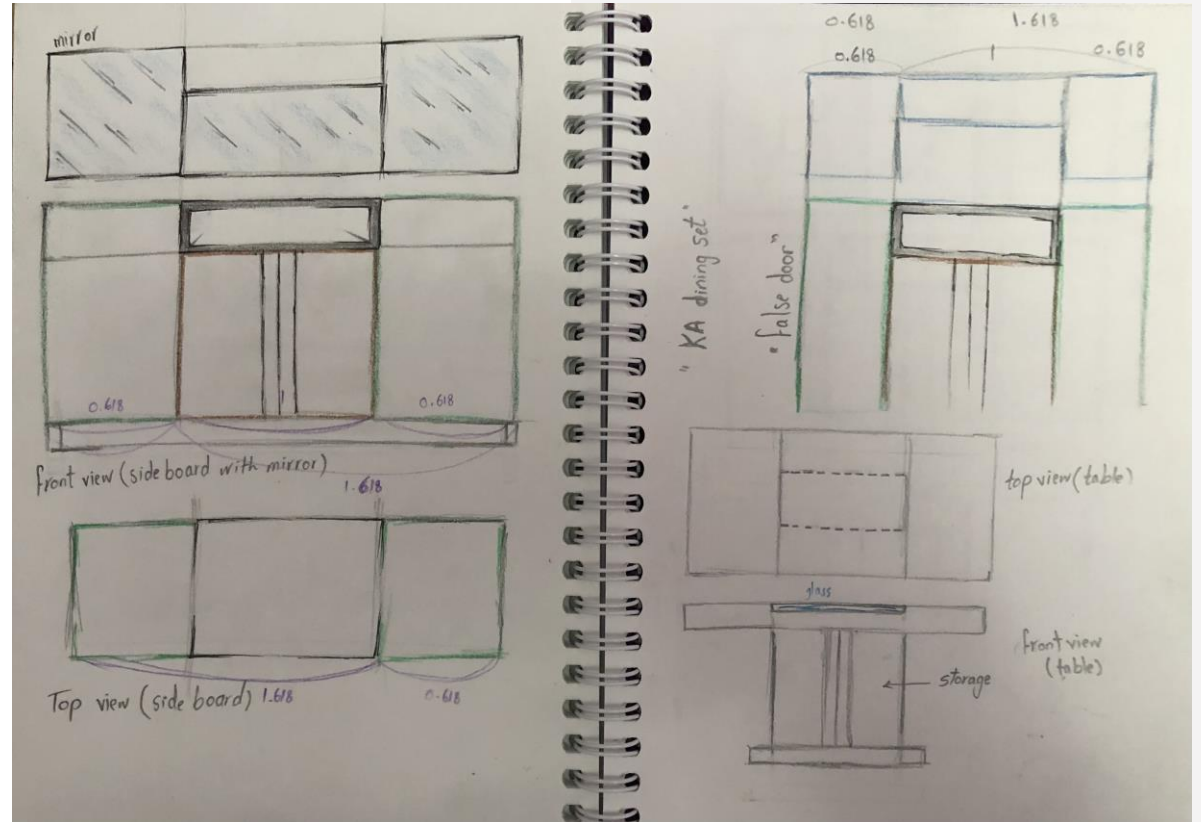 mirror
0.618
1
0.618
front view (side board with mirror)
1.618
Top view (side board)
1.618
0.618
"KA dining set"
"false door"
0.618
1.618
0.618
1
0.618
top view (table)
glass
front view
(table)
storage